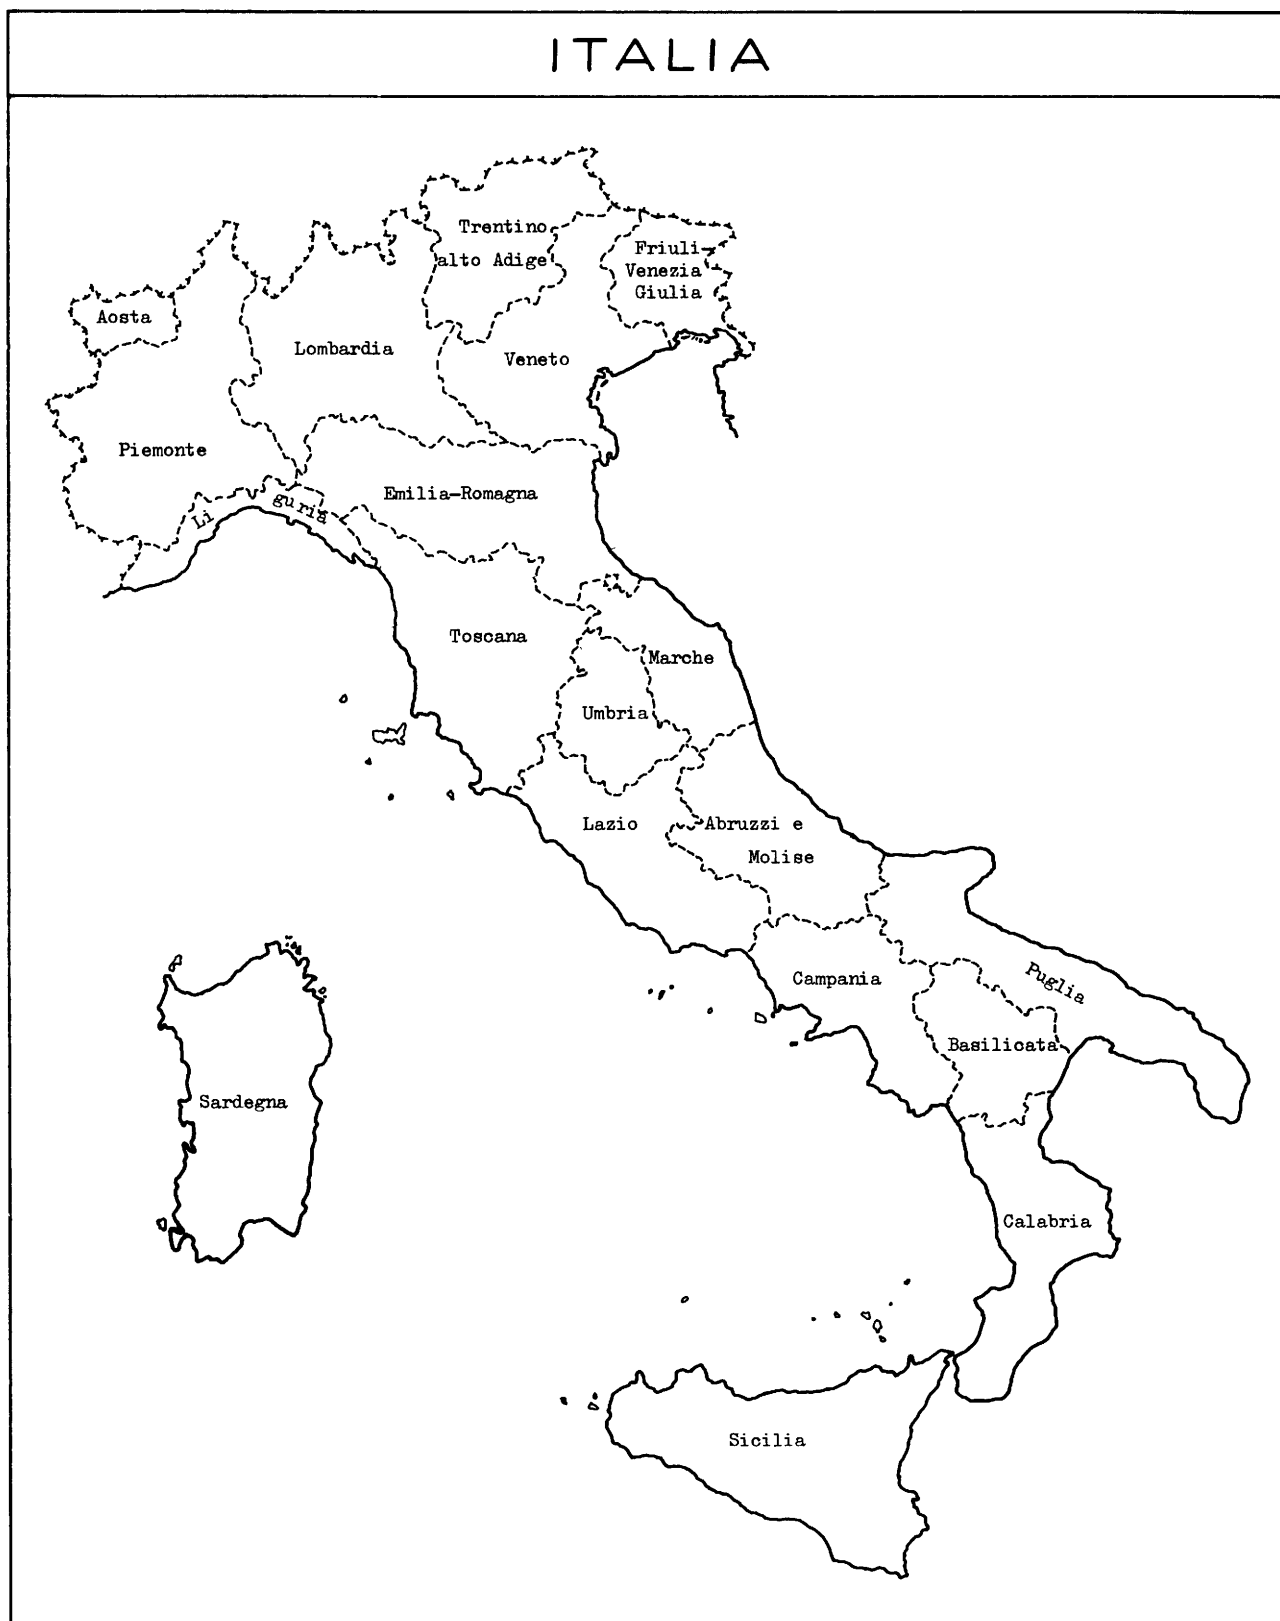 ITALIA
Trentino
alto Adige
Friuli-
Venezia
Giulia
Aosta
Lombardia
Veneto
Piemonte
Emilia-Romagna
Li guria
Toscana
Marche
Umbria
Lazio
Abruzzi e
Molise
Campania
Puglia
Basilicata
Sardegna
Calabria
Sicilia